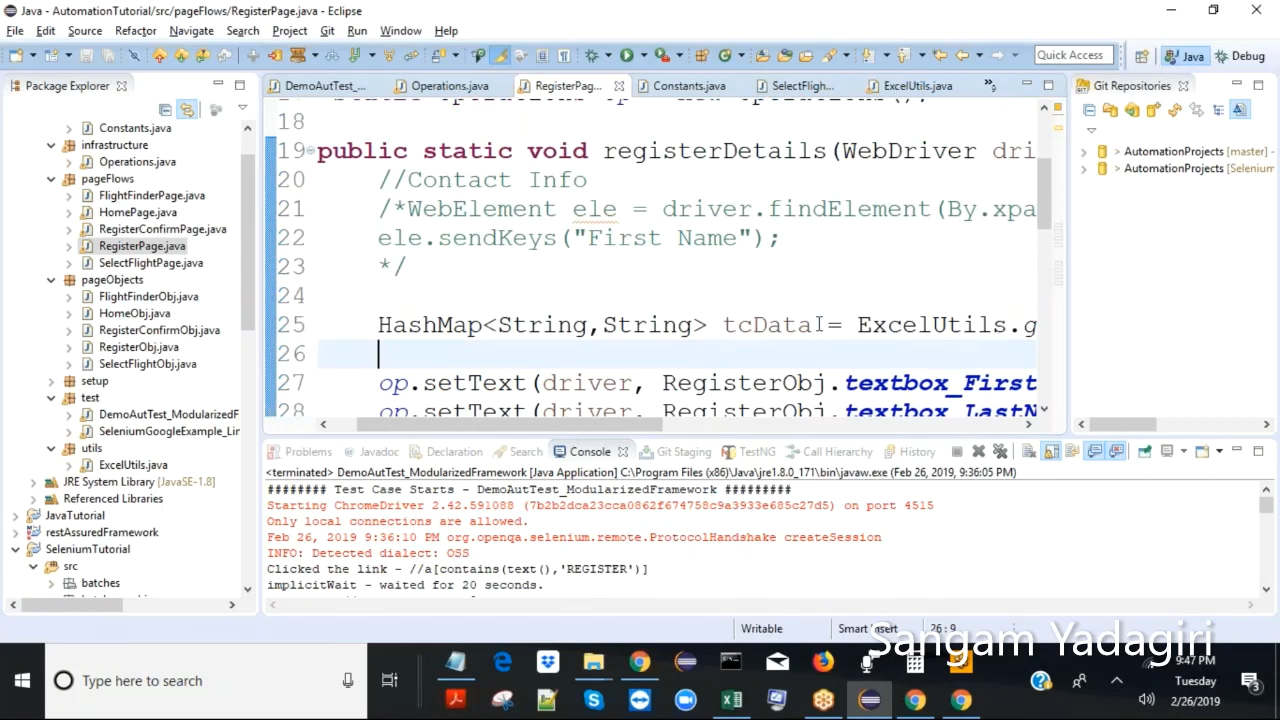 Java - AutomationTutorial/src/pageFlows/RegisterPage.java - Eclipse
File Edit Source Refactor Navigate Search Project Git Run Window Help
Quick Access
Java
Debug
Package Explorer
DemoAutTest_...
Operations.java
RegisterPag...
Constants.java
SelectFligh...
ExcelUtils.java
»9
Git Repositories
Constants.java
infrastructure
Operations.java
pageFlows
FlightFinderPage.java
HomePage.java
RegisterConfirmPage.java
RegisterPage.java
SelectFlightPage.java
pageObjects
FlightFinderObj.java
HomeObj.java
RegisterConfirmObj.java
RegisterObj.java
SelectFlightObj.java
setup
test
DemoAutTest_ModularizedF
SeleniumGoogleExample_Lir
utils
ExcelUtils.java
JRE System Library [JavaSE-1.8]
Referenced Libraries
JavaTutorial
restAssuredFramework
SeleniumTutorial
src
batches
18
19 public static void registerDetails(WebDriver dri
20 //Contact Info
21 /*WebElement ele = driver.findElement(By.xpa
22 ele.sendKeys("First Name");
23 */
24
25 HashMap<String,String> tcData = ExcelUtils.g
26
27 op.setText(driver, RegisterObj.textbox_First
28 op.setText(driver, RegisterObj.textbox_LastN
> AutomationProjects [master] -
> AutomationProjects [Selenium
Problems @ Javadoc Declaration Search Console Git Staging TestNG Call Hierarchy History
<terminated> DemoAutTest_ModularizedFramework [Java Application] C:\Program Files (x86)\Java\jre1.8.0_171\bin\javaw.exe (Feb 26, 2019, 9:36:05 PM)
######## Test Case Starts - DemoAutTest_ModularizedFramework #########
Starting ChromeDriver 2.42.591088 (7b2b2dca23cca0862f674758c9a3933e685c27d5) on port 4515
Only local connections are allowed.
Feb 26, 2019 9:36:10 PM org.openqa.selenium.remote.ProtocolHandshake createSession
INFO: Detected dialect: OSS
Clicked the link - //a[contains(text(),'REGISTER')]
implicitWait - waited for 20 seconds.
Writable
Smart Insert
26 : 9
Sangam Yadagiri
Type here to search
9:47 PM
Tuesday
2/26/2019
3